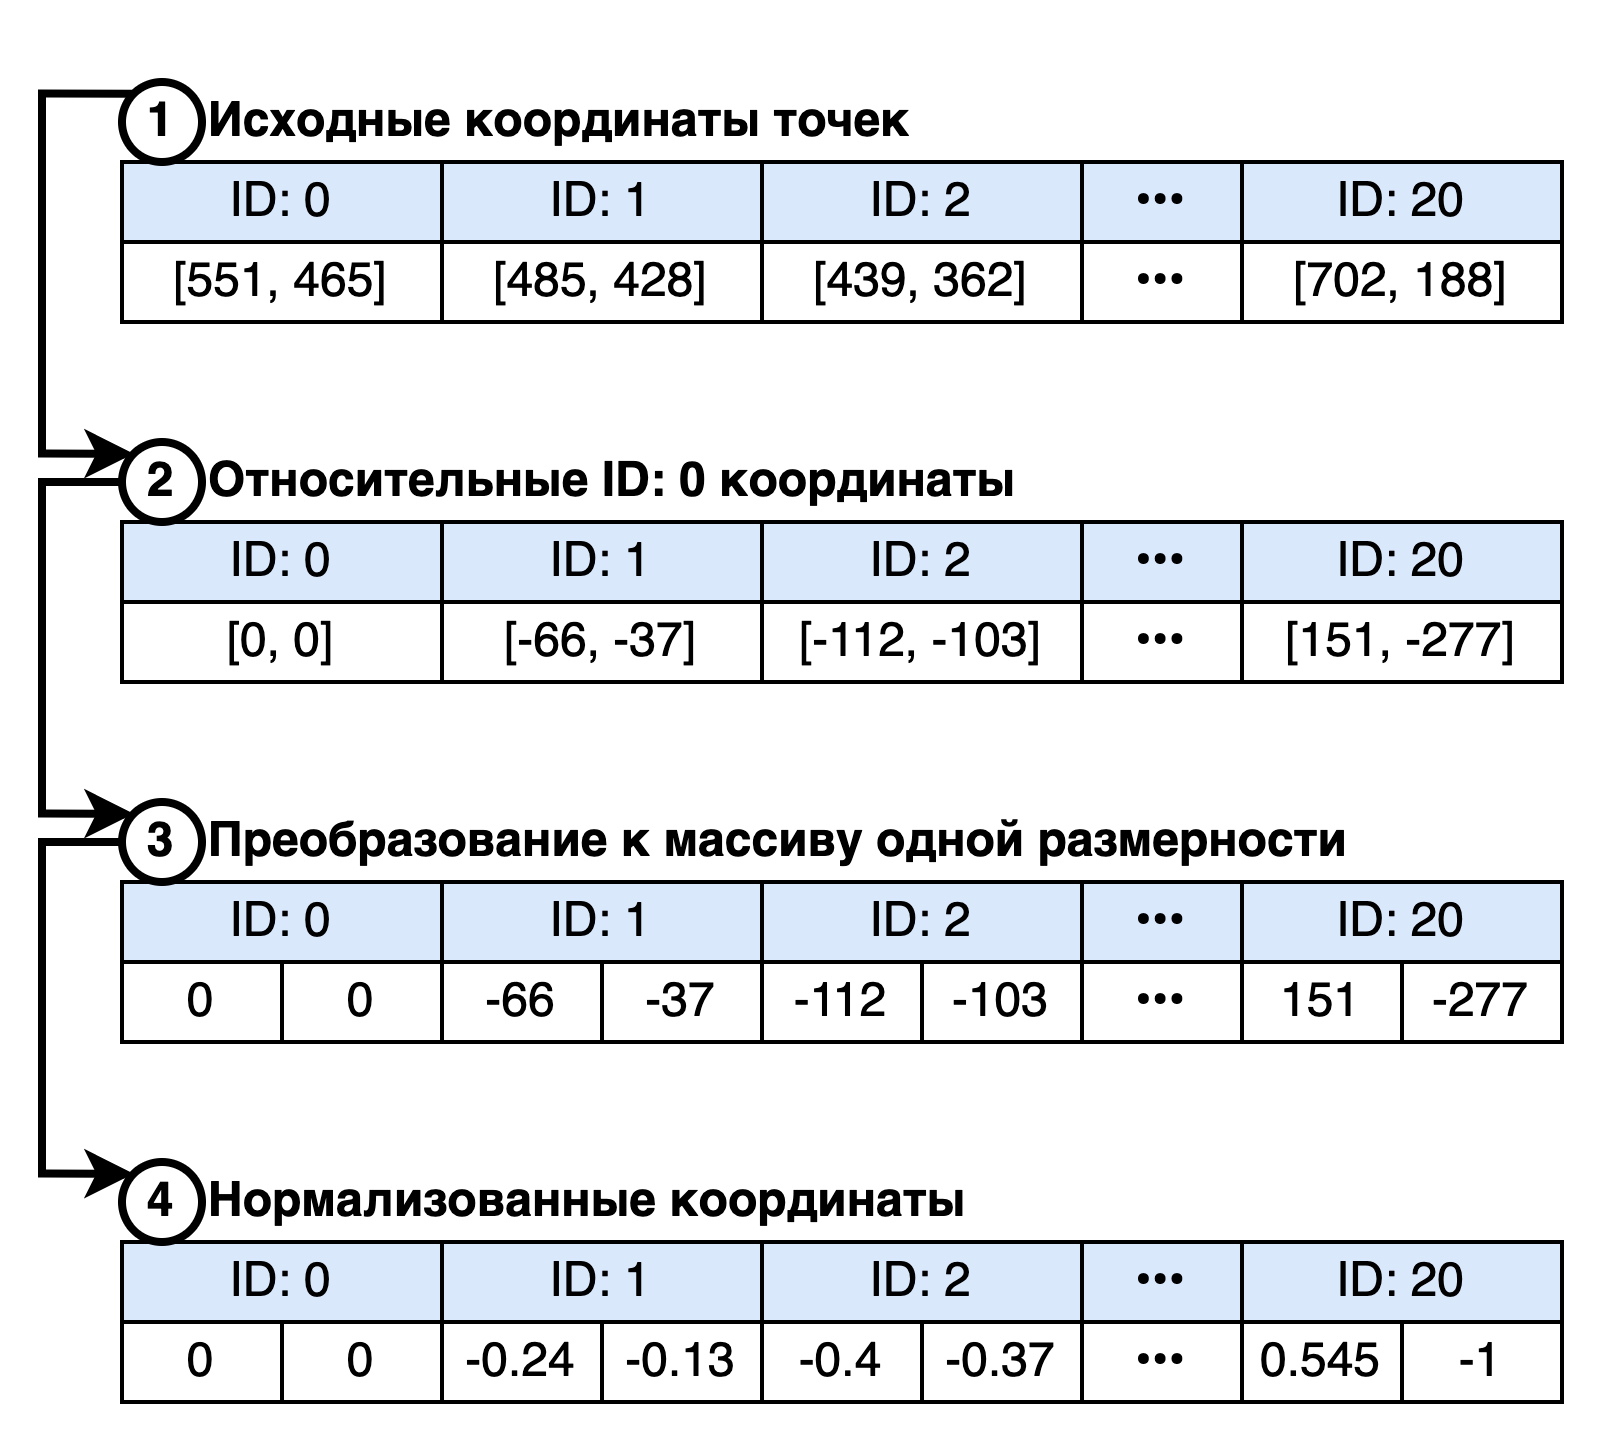 1 Исходные координаты точек
ID: 0 ID: 1 ID: 2 ••• ID: 20
[551, 465] [485, 428] [439, 362] ••• [702, 188]
2 Относительные ID: 0 координаты
ID: 0 ID: 1 ID: 2 ••• ID: 20
[0, 0] [-66, -37] [-112, -103] ••• [151, -277]
3 Преобразование к массиву одной размерности
ID: 0 ID: 1 ID: 2 ••• ID: 20
0 0 -66 -37 -112 -103 ••• 151 -277
4 Нормализованные координаты
ID: 0 ID: 1 ID: 2 ••• ID: 20
0 0 -0.24 -0.13 -0.4 -0.37 ••• 0.545 -1